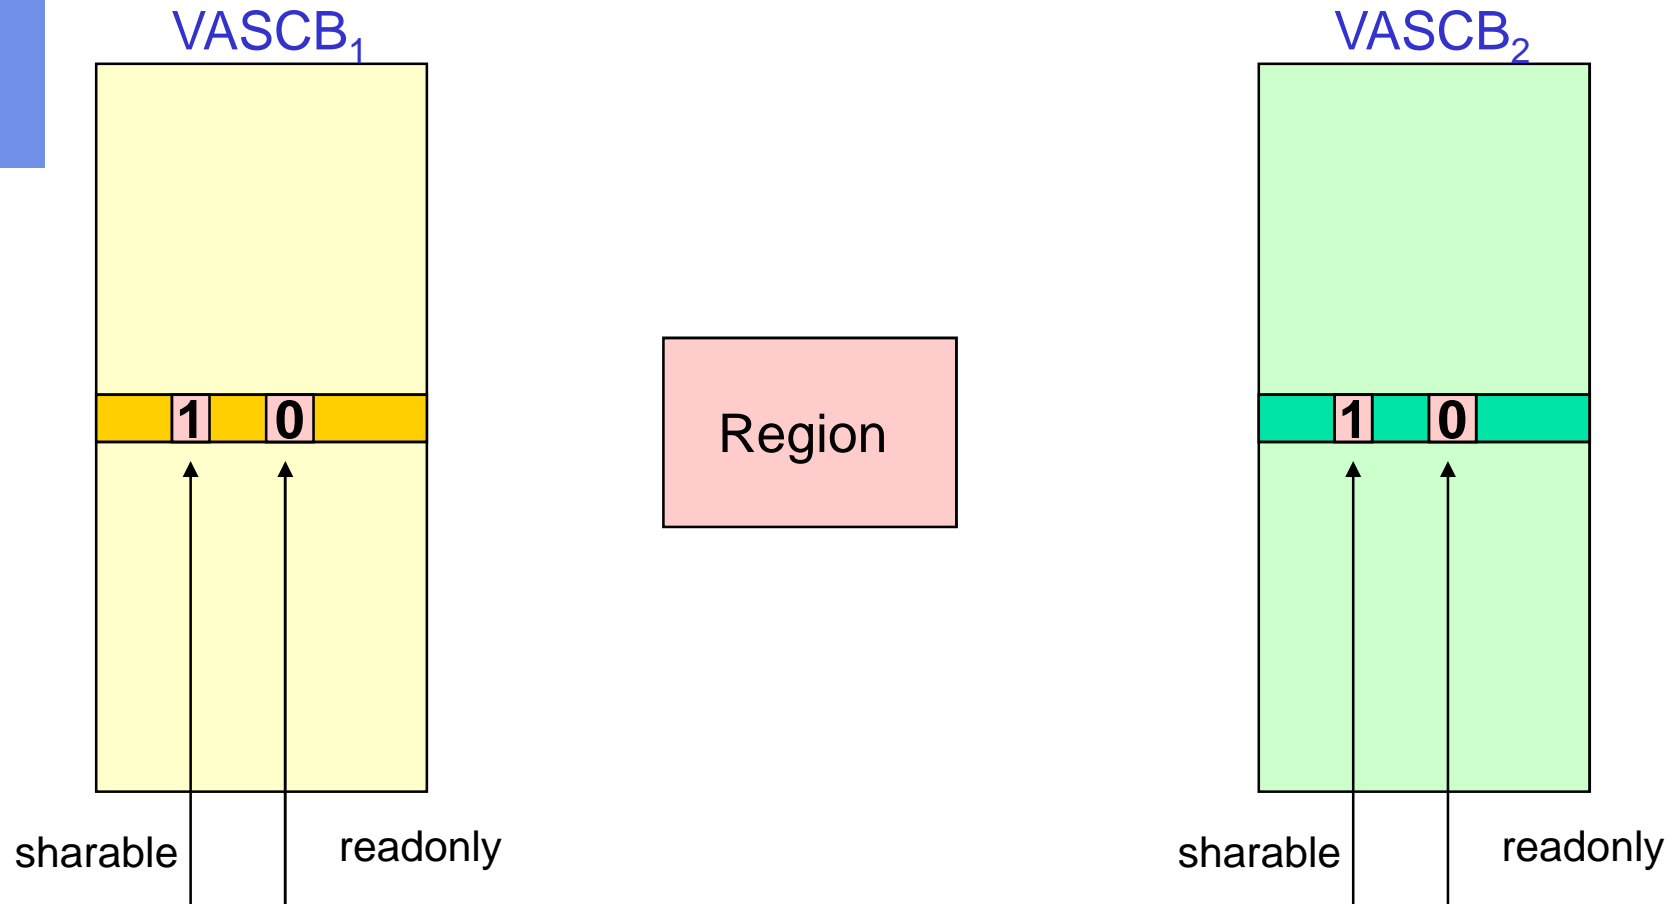 VASCB₁ VASCB₂
1 0 1 0
Region
sharable readonly sharable readonly